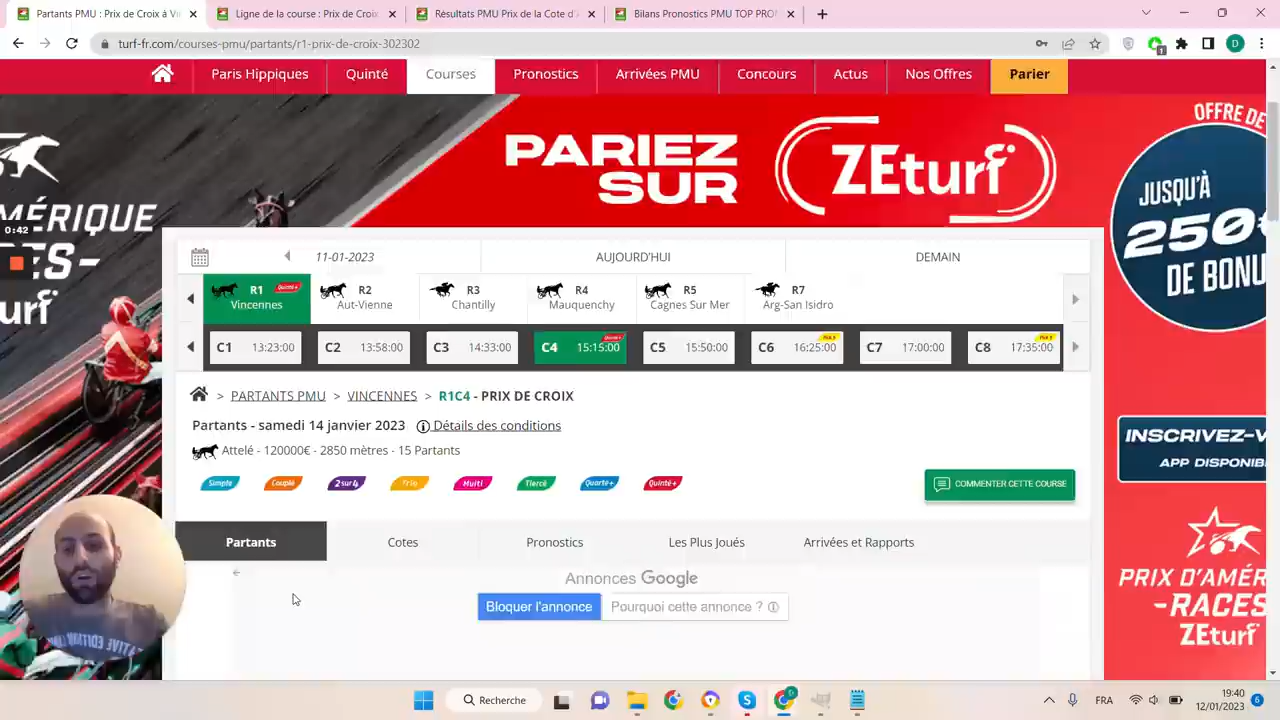 Partants PMU : Prix de Croix à Vi
Ligne de la course : Prix de Croix
Résultats PMU Prix de la Cote d'A
Bilans Pronostics PMU TOP PRON
turf-fr.com/courses-pmu/partants/r1-prix-de-croix-302302
D
Paris Hippiques
Quinté
Courses
Pronostics
Arrivées PMU
Concours
Actus
Nos Offres
Parier
PARIEZ
SUR
ZEturf
OFFRE DE
JUSQU'À
250
DE BONU
AMÉRIQUE
ES-
0:42
urf
11-01-2023
AUJOURD'HUI
DEMAIN
R1 Quinté+
Vincennes
R2
Aut-Vienne
R3
Chantilly
R4
Mauquenchy
R5
Cagnes Sur Mer
R7
Arg-San Isidro
C1 13:23:00
C2 13:58:00
C3 14:33:00
C4 15:15:00
C5 15:50:00
C6 16:25:00
C7 17:00:00
C8 17:35:00
> PARTANTS PMU > VINCENNES > R1C4 - PRIX DE CROIX
Partants - samedi 14 janvier 2023 Détails des conditions
Attelé - 120000€ - 2850 mètres - 15 Partants
Simple
Couplé
2 sur 4
Trio
Multi
Tiercé
Quarté+
Quinté+
COMMENTER CETTE COURSE
INSCRIVEZ-V
APP DISPONIB
Partants
Cotes
Pronostics
Les Plus Joués
Arrivées et Rapports
Annonces Google
Bloquer l'annonce
Pourquoi cette annonce ?
PRIX D'AMÉR
-RACES
ZEturf
Recherche
FRA
19:40
12/01/2023
6